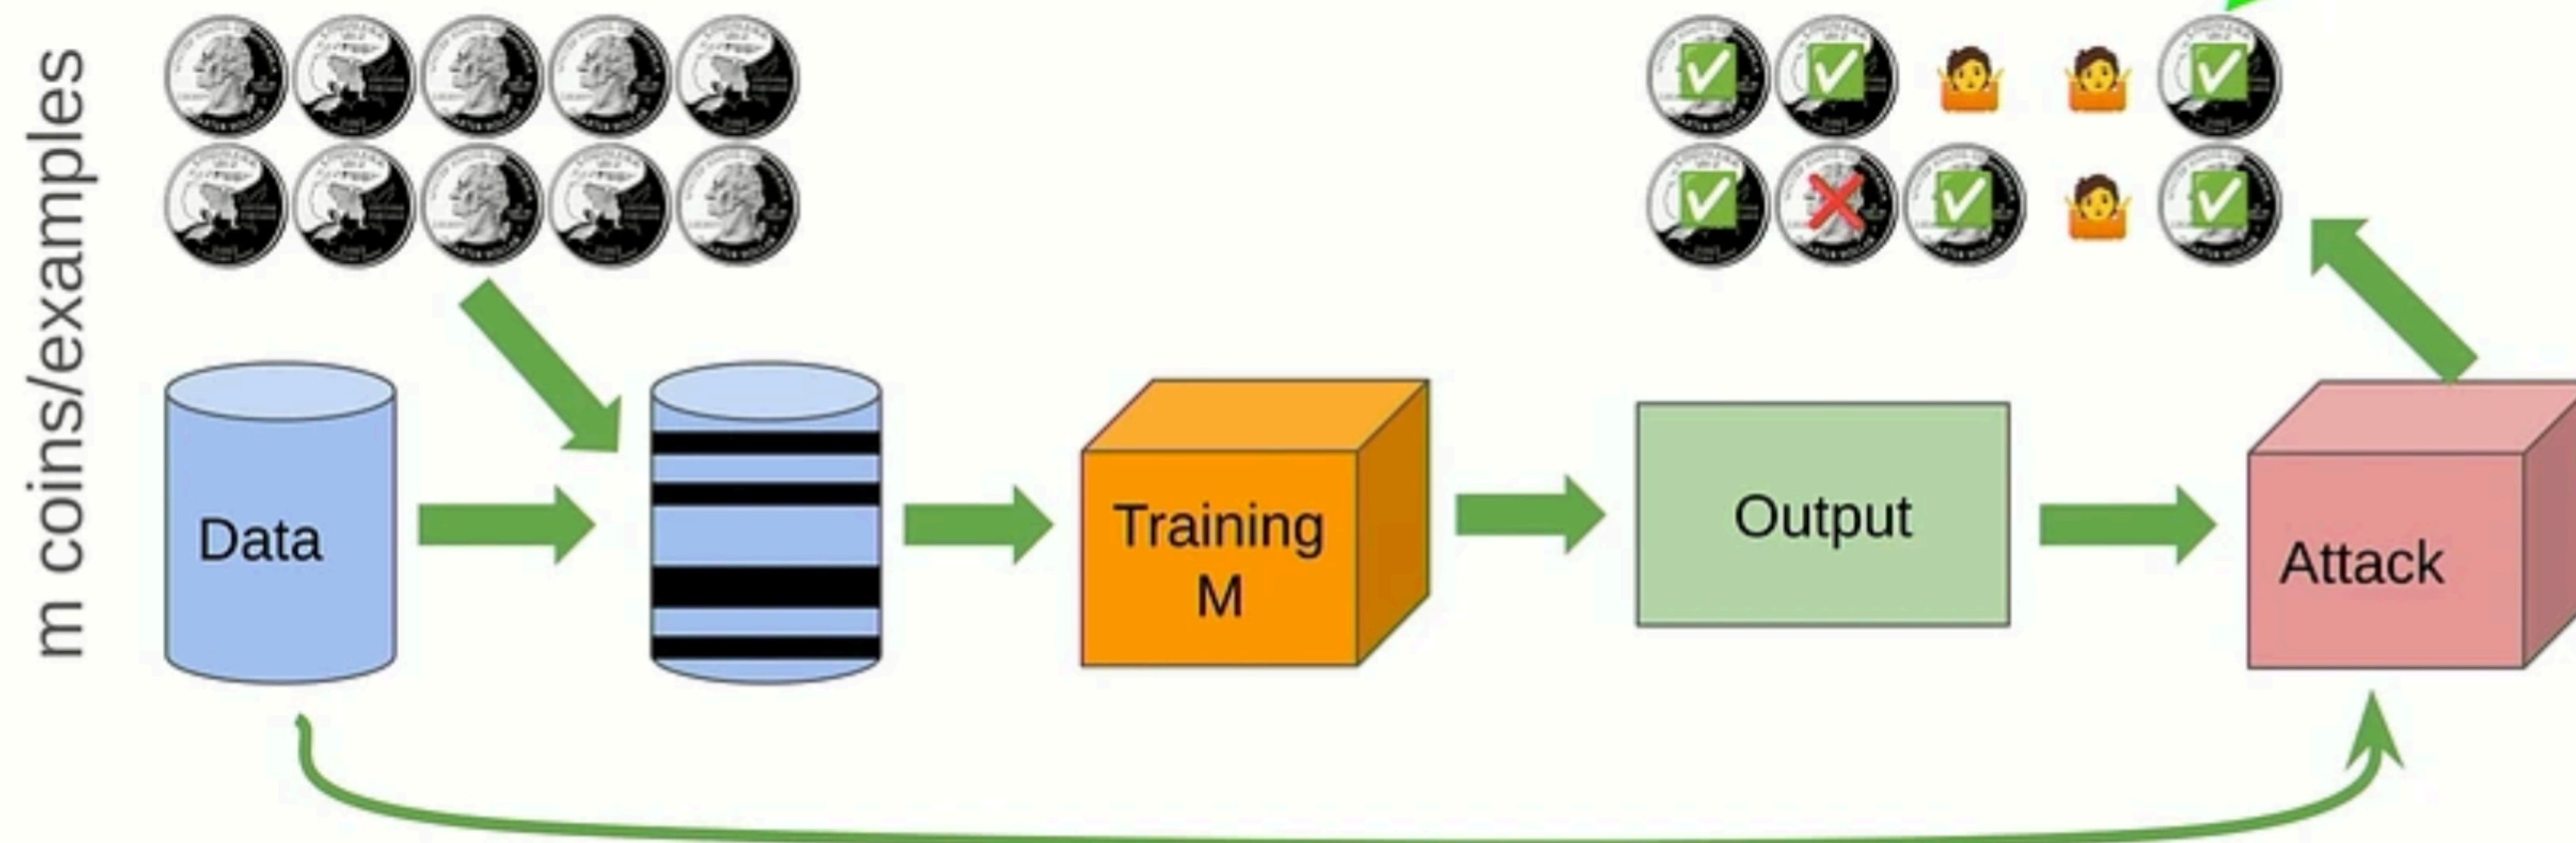 m coins/examples
Data
Training
M
Output
Attack